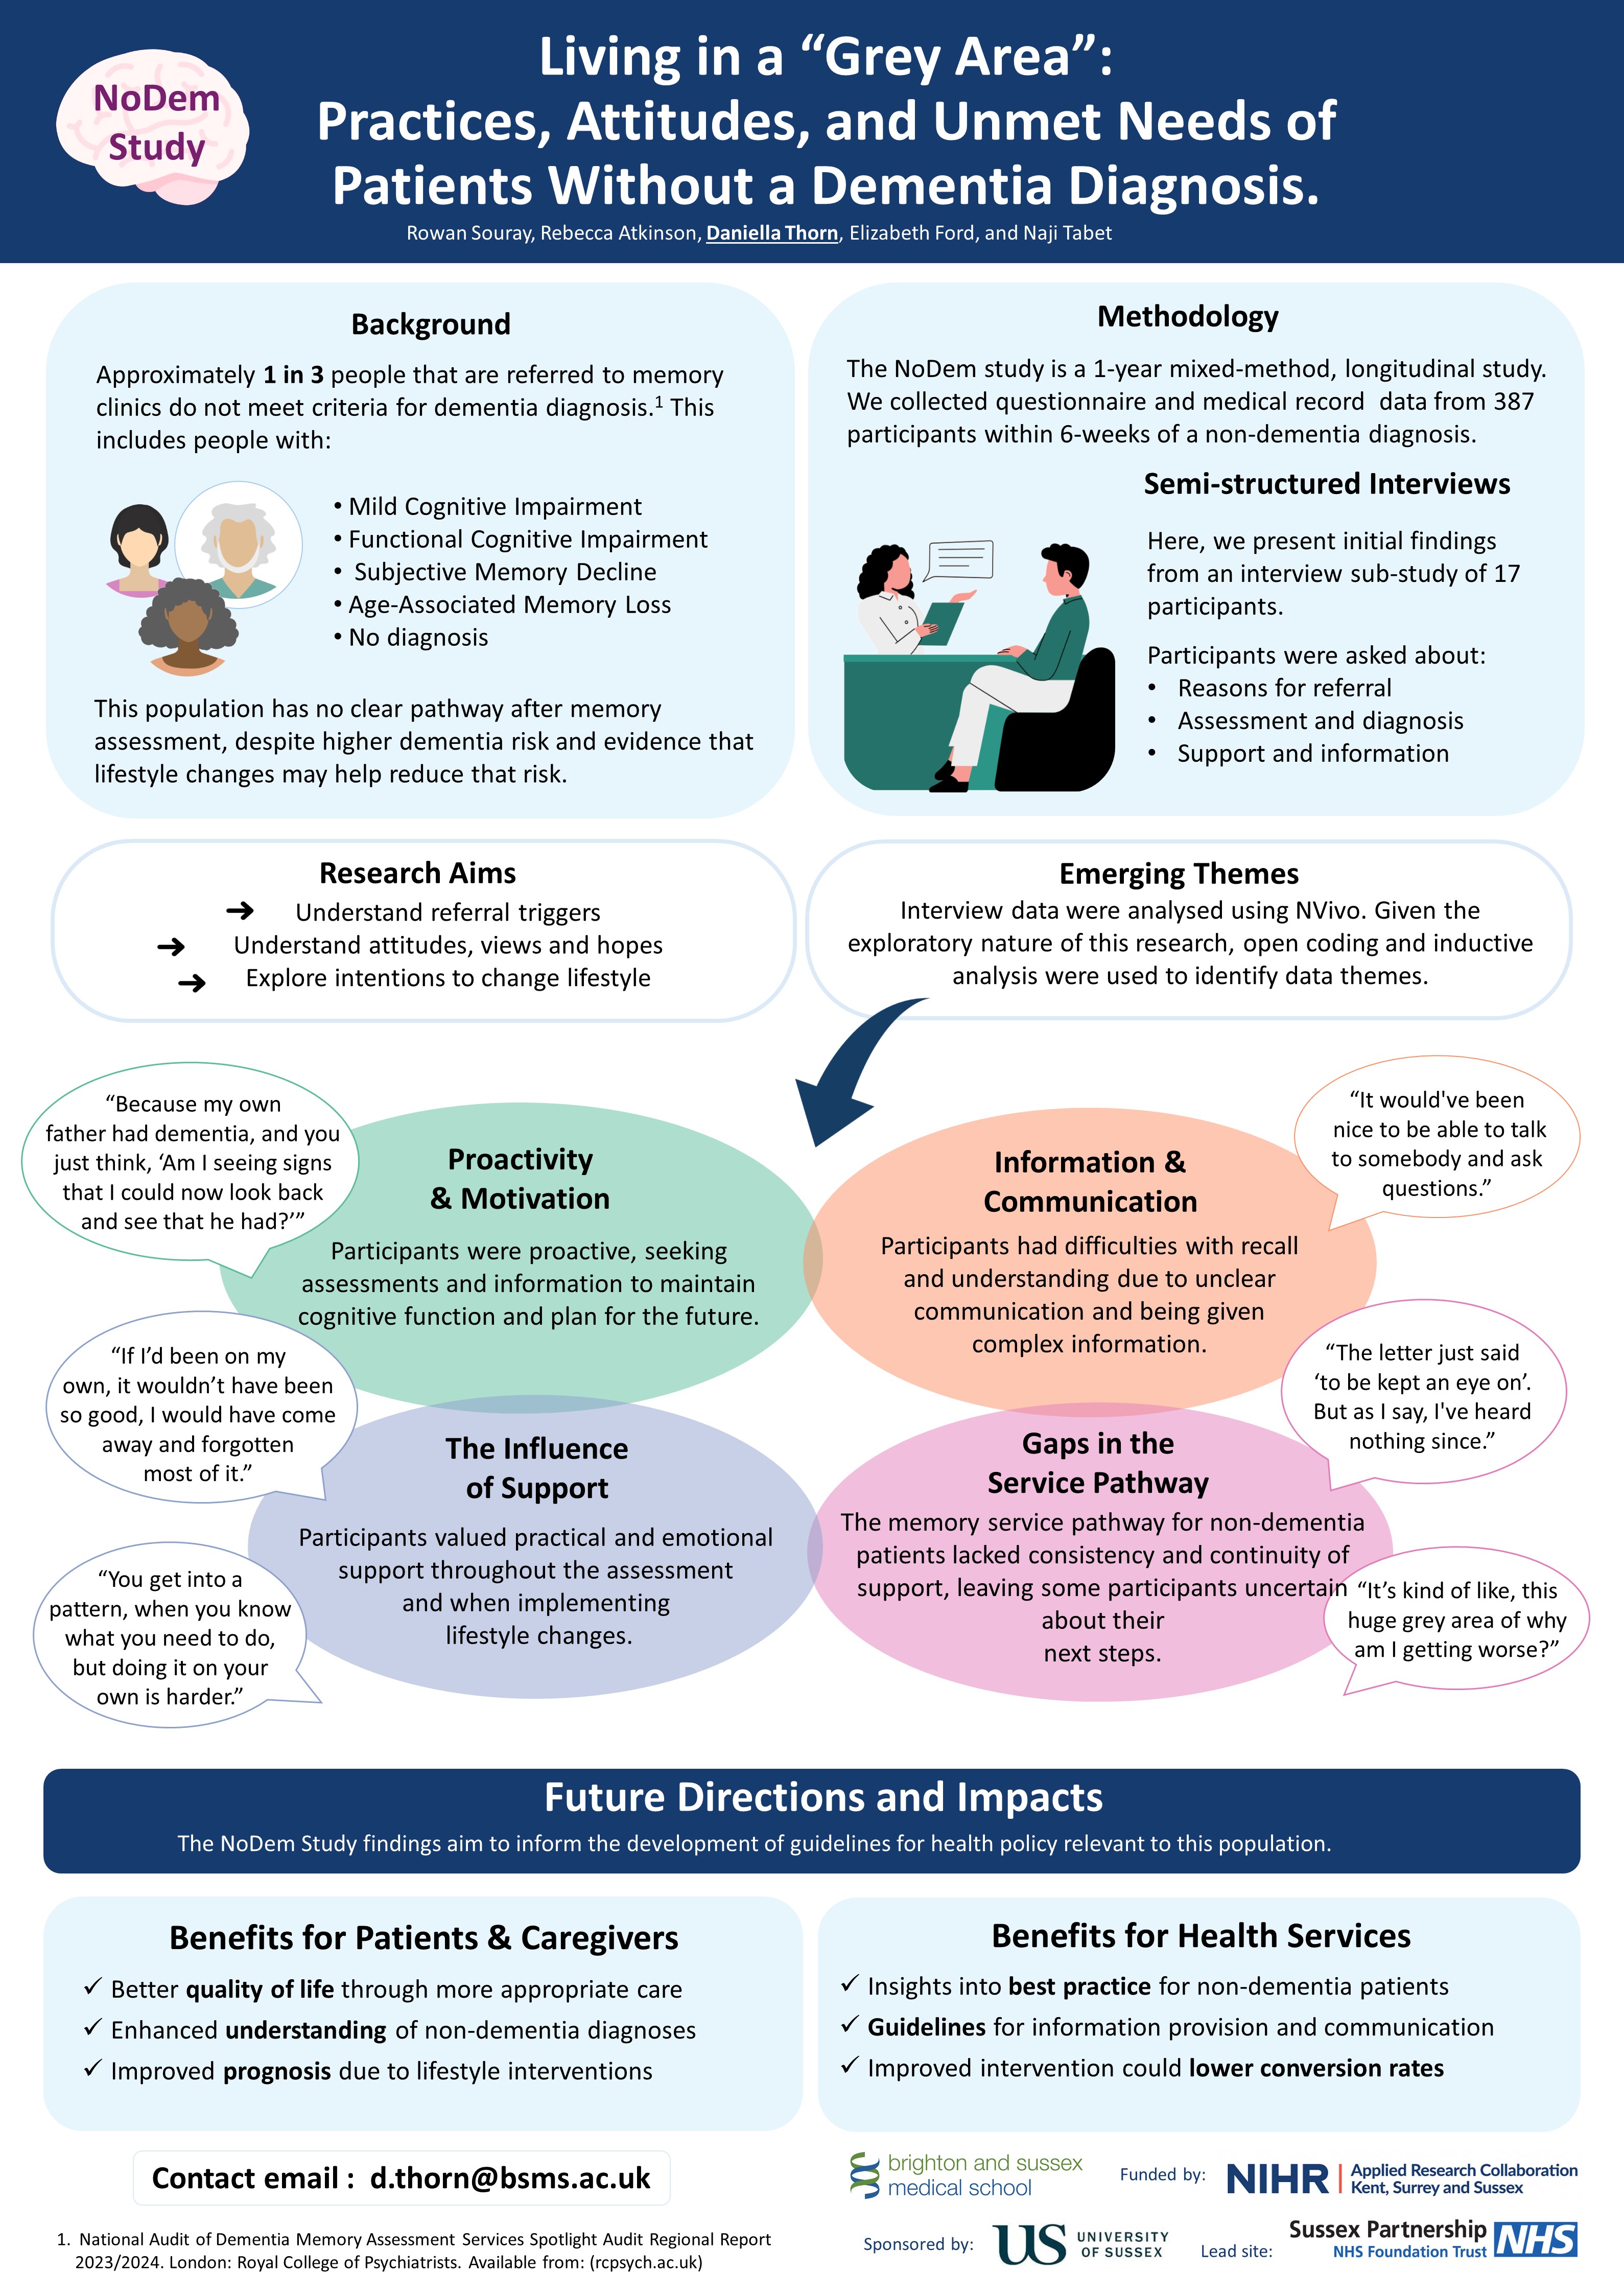 NoDem
Study
Living in a “Grey Area”:
Practices, Attitudes, and Unmet Needs of
Patients Without a Dementia Diagnosis.
Rowan Souray, Rebecca Atkinson, Daniella Thorn, Elizabeth Ford, and Naji Tabet
Background
Approximately 1 in 3 people that are referred to memory
clinics do not meet criteria for dementia diagnosis.1 This
includes people with:
• Mild Cognitive Impairment
• Functional Cognitive Impairment
• Subjective Memory Decline
• Age-Associated Memory Loss
• No diagnosis
This population has no clear pathway after memory
assessment, despite higher dementia risk and evidence that
lifestyle changes may help reduce that risk.
Methodology
The NoDem study is a 1-year mixed-method, longitudinal study.
We collected questionnaire and medical record data from 387
participants within 6-weeks of a non-dementia diagnosis.
Semi-structured Interviews
Here, we present initial findings
from an interview sub-study of 17
participants.
Participants were asked about:
• Reasons for referral
• Assessment and diagnosis
• Support and information
Research Aims
➜ Understand referral triggers
➜ Understand attitudes, views and hopes
➜ Explore intentions to change lifestyle
Emerging Themes
Interview data were analysed using NVivo. Given the
exploratory nature of this research, open coding and inductive
analysis were used to identify data themes.
“Because my own
father had dementia, and you
just think, ‘Am I seeing signs
that I could now look back
and see that he had?’”
Proactivity
& Motivation
Participants were proactive, seeking
assessments and information to maintain
cognitive function and plan for the future.
Information &
Communication
Participants had difficulties with recall
and understanding due to unclear
communication and being given
complex information.
“It would've been
nice to be able to talk
to somebody and ask
questions.”
“If I’d been on my
own, it wouldn’t have been
so good, I would have come
away and forgotten
most of it.”
“You get into a
pattern, when you know
what you need to do,
but doing it on your
own is harder.”
The Influence
of Support
Participants valued practical and emotional
support throughout the assessment
and when implementing
lifestyle changes.
Gaps in the
Service Pathway
The memory service pathway for non-dementia
patients lacked consistency and continuity of
support, leaving some participants uncertain
about their
next steps.
“The letter just said
‘to be kept an eye on’.
But as I say, I've heard
nothing since.”
“It’s kind of like, this
huge grey area of why
am I getting worse?”
Future Directions and Impacts
The NoDem Study findings aim to inform the development of guidelines for health policy relevant to this population.
Benefits for Patients & Caregivers
✓ Better quality of life through more appropriate care
✓ Enhanced understanding of non-dementia diagnoses
✓ Improved prognosis due to lifestyle interventions
Benefits for Health Services
✓ Insights into best practice for non-dementia patients
✓ Guidelines for information provision and communication
✓ Improved intervention could lower conversion rates
Contact email : d.thorn@bsms.ac.uk
1. National Audit of Dementia Memory Assessment Services Spotlight Audit Regional Report
2023/2024. London: Royal College of Psychiatrists. Available from: (rcpsych.ac.uk)
brighton and sussex
medical school
Funded by:
NIHR | Applied Research Collaboration
Kent, Surrey and Sussex
Sponsored by:
US UNIVERSITY
OF SUSSEX
Lead site:
Sussex Partnership NHS
NHS Foundation Trust